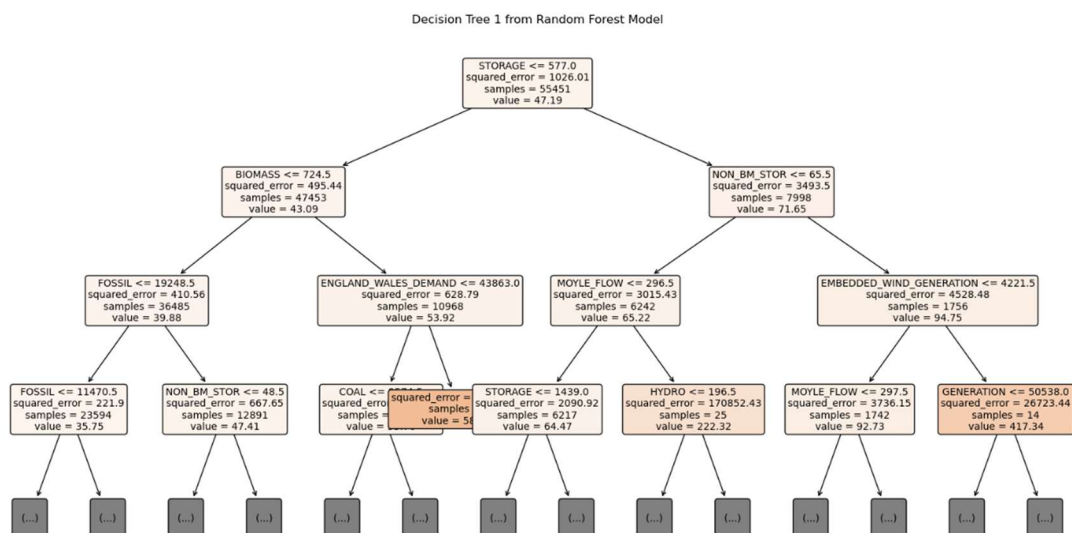 Decision Tree 1 from Random Forest Model
STORAGE <= 577.0
squared_error = 1026.01
samples = 55451
value = 47.19
BIOMASS <= 724.5
squared_error = 495.44
samples = 47453
value = 43.09
NON_BM_STOR <= 65.5
squared_error = 3493.5
samples = 7998
value = 71.65
FOSSIL <= 19248.5
squared_error = 410.56
samples = 36485
value = 39.88
ENGLAND_WALES_DEMAND <= 43863.0
squared_error = 628.79
samples = 10968
value = 53.92
MOYLE_FLOW <= 296.5
squared_error = 3015.43
samples = 6242
value = 65.22
EMBEDDED_WIND_GENERATION <= 4221.5
squared_error = 4528.48
samples = 1756
value = 94.75
FOSSIL <= 11470.5
squared_error = 221.9
samples = 23594
value = 35.75
NON_BM_STOR <= 48.5
squared_error = 667.65
samples = 12891
value = 47.41
COAL <=
samples =
value =
squared_error =
samples
value = 58
STORAGE <= 1439.0
squared_error = 2090.92
samples = 6217
value = 64.47
HYDRO <= 196.5
squared_error = 170852.43
samples = 25
value = 222.32
MOYLE_FLOW <= 297.5
squared_error = 3736.15
samples = 1742
value = 92.73
GENERATION <= 50538.0
squared_error = 26723.44
samples = 14
value = 417.34
(...)
(...)
(...)
(...)
(...)
(...)
(...)
(...)
(...)
(...)
(...)
(...)
(...)
(...)